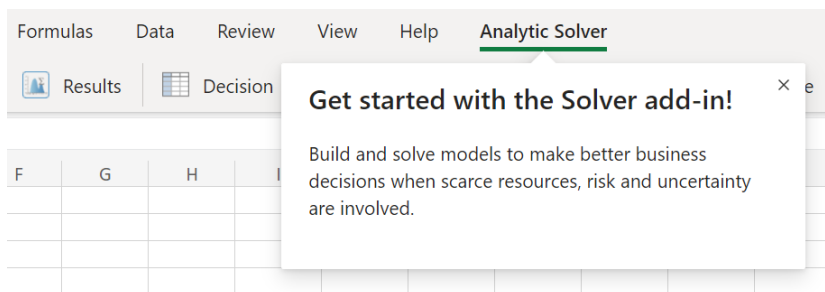 Formulas Data Review View Help Analytic Solver
Results Decision e
Get started with the Solver add-in!
F G H I
Build and solve models to make better business
decisions when scarce resources, risk and uncertainty
are involved.